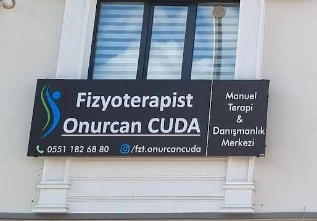 Fizyoterapist
Onurcan CUDA
0551 182 68 80 /fzt.onurcancuda
Manuel
Terapi
&
Danışmanlık
Merkezi